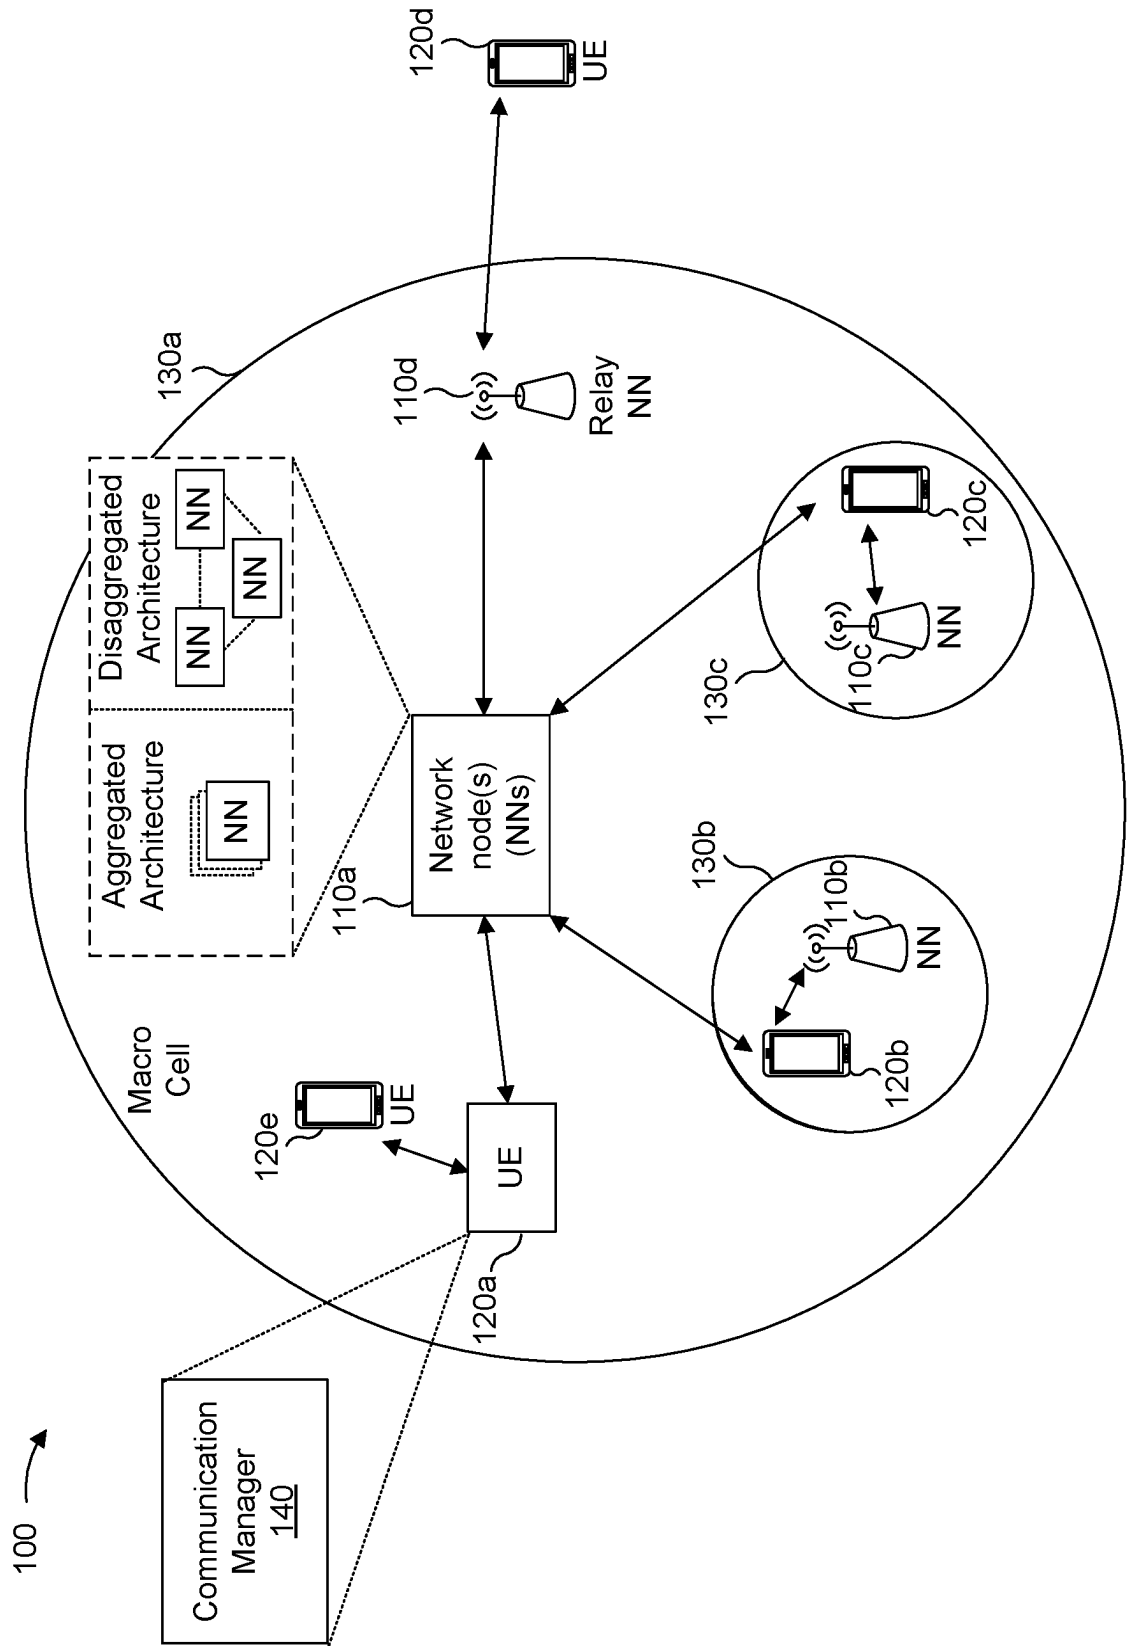 100
Communication
Manager
140
Macro
Cell
Aggregated
Architecture
NN
Disaggregated
Architecture
NN
NN
NN
130a
120e
UE
120a
UE
110a
Network
node(s)
(NNs)
110d
Relay
NN
120d
UE
130b
110b
NN
120b
130c
110c
NN
120c